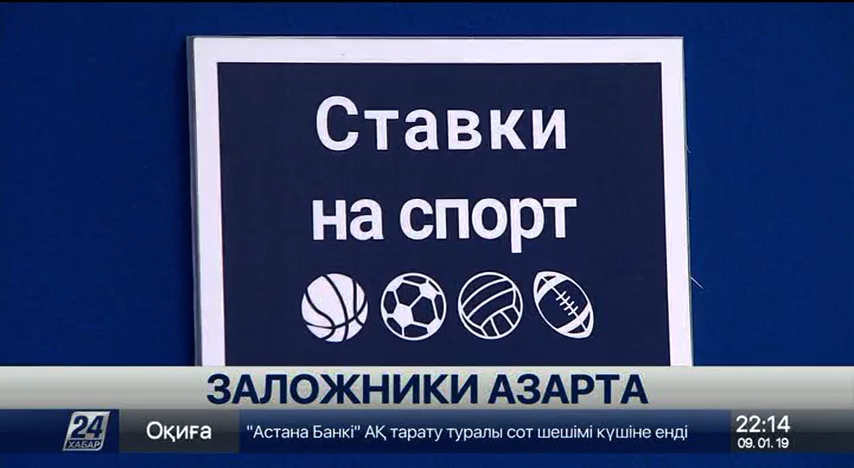 Ставки
на спорт
ЗАЛОЖНИКИ АЗАРТА
24
ХАБАР
Оқиға
"Астана Банкі" АҚ тарату туралы сот шешімі күшіне енді
22:14
09.01.19